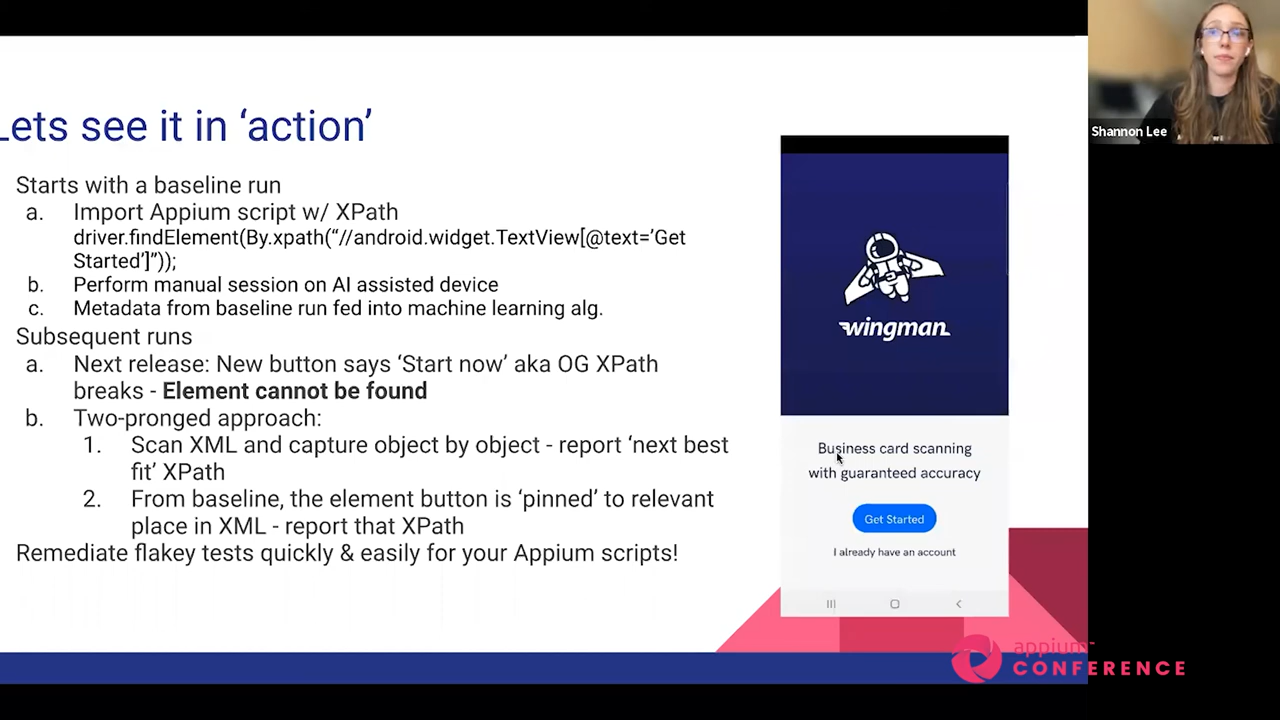 Lets see it in ‘action’
Starts with a baseline run
a. Import Appium script w/ XPath
driver.findElement(By.xpath(“//android.widget.TextView[@text=’Get
Started’]”));
b. Perform manual session on AI assisted device
c. Metadata from baseline run fed into machine learning alg.
Subsequent runs
a. Next release: New button says ‘Start now’ aka OG XPath
breaks - Element cannot be found
b. Two-pronged approach:
1. Scan XML and capture object by object - report ‘next best
fit’ XPath
2. From baseline, the element button is ‘pinned’ to relevant
place in XML - report that XPath
Remediate flakey tests quickly & easily for your Appium scripts!
wingman
Business card scanning
with guaranteed accuracy
Get Started
I already have an account
Shannon Lee
appium
CONFERENCE